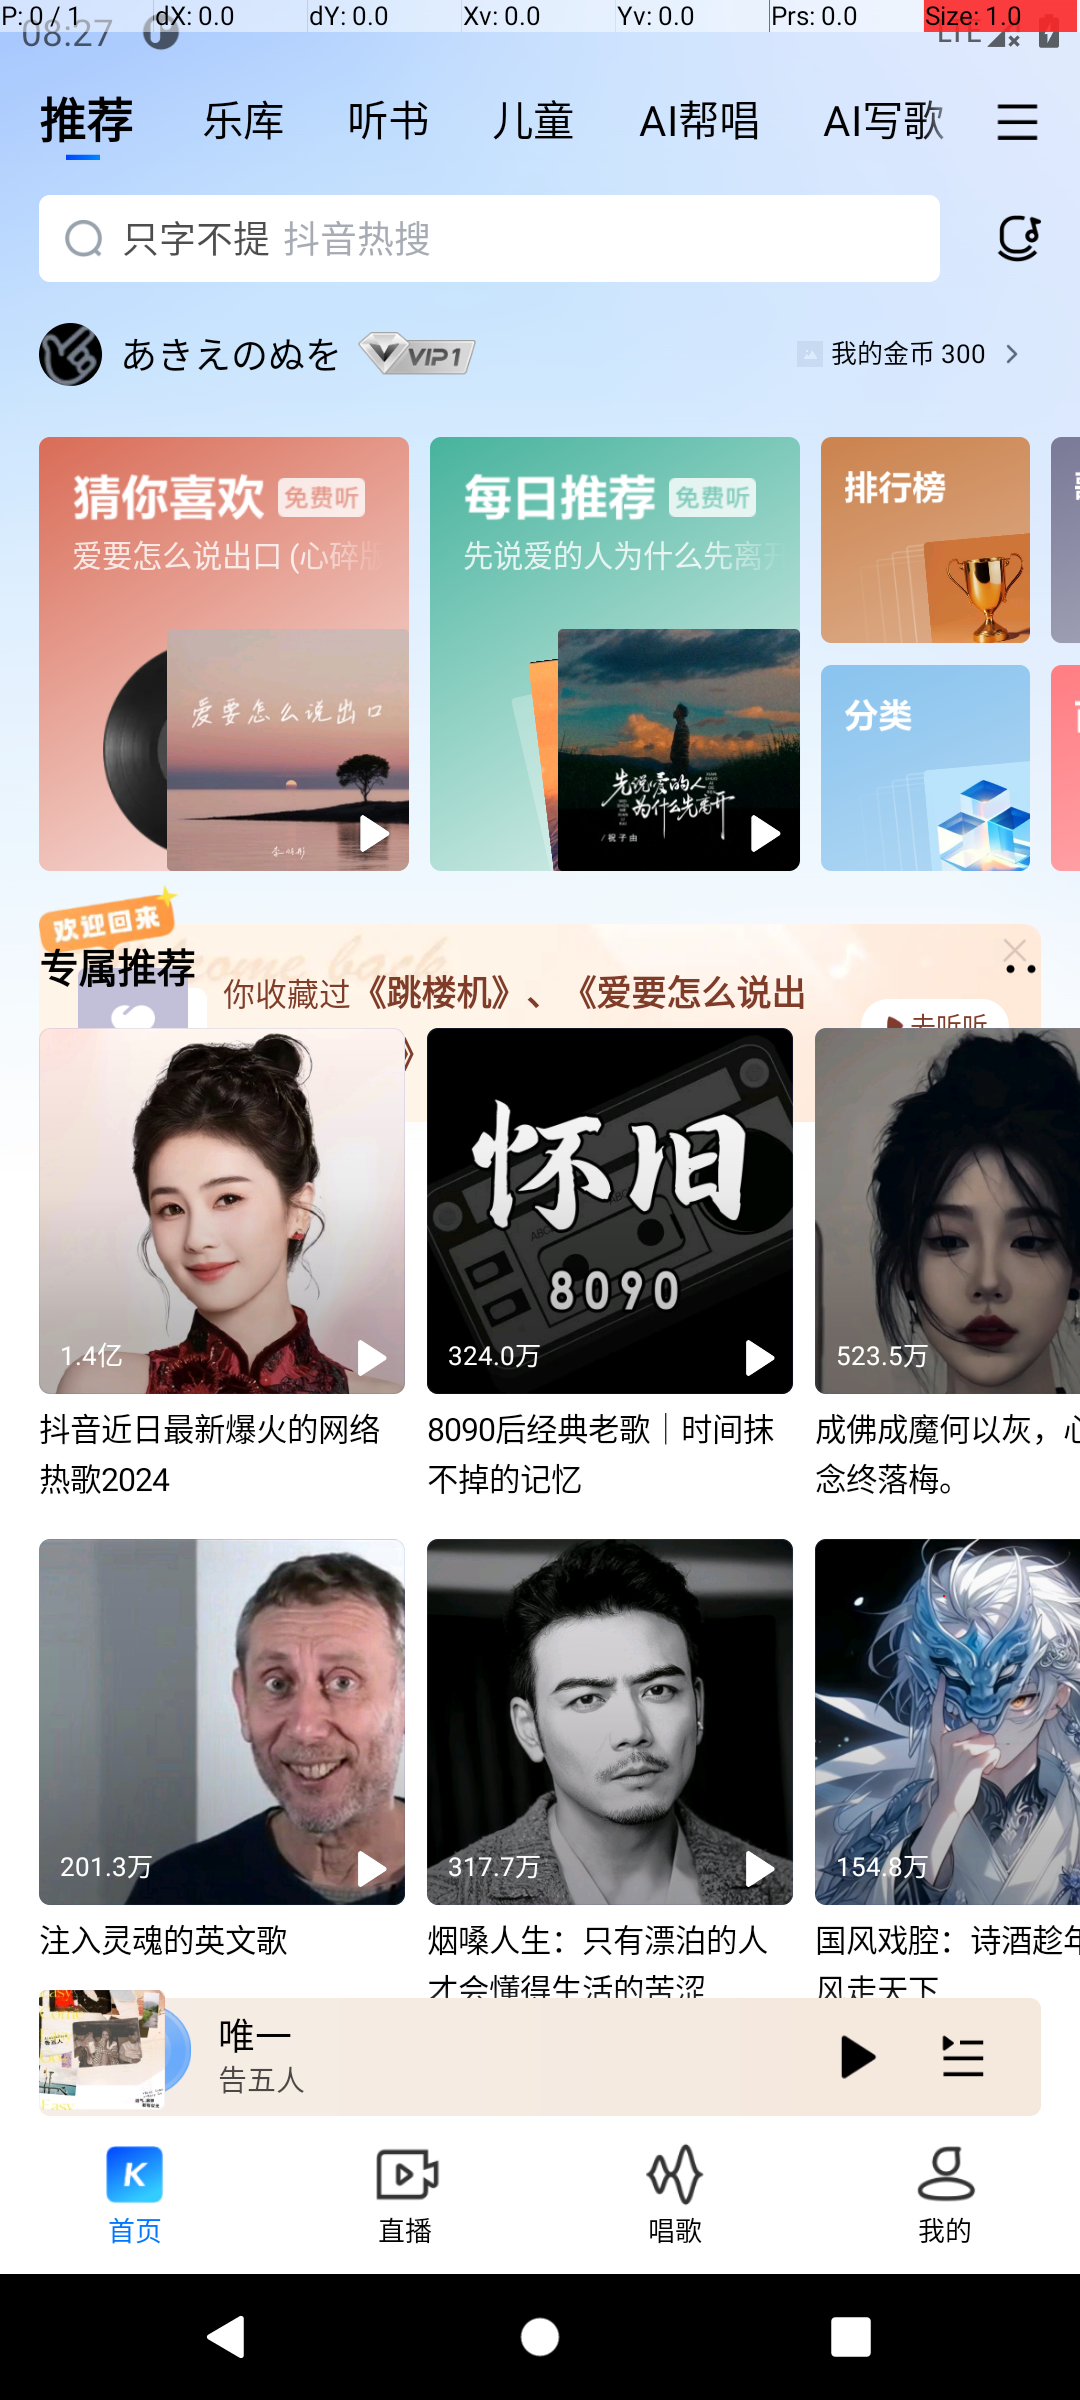 P: 0 / 1 dX: 0.0 dY: 0.0 Xv: 0.0 Yv: 0.0 Prs: 0.0 Size: 1.0
08:27 LTE
推荐 乐库 听书 儿童 AI帮唱 AI写歌
只字不提 抖音热搜
あきえのぬを VIP1 我的金币 300
猜你喜欢 免费听
爱要怎么说出口 (心碎版
每日推荐 免费听
先说爱的人为什么先离开
排行榜
分类
爱要怎么说出口
先说爱的人
为什么先离开
/ 祝子由
欢迎回来
专属推荐
come back
你收藏过《跳楼机》、《爱要怎么说出
》
去听听
怀旧
8090
1.4亿
324.0万
523.5万
抖音近日最新爆火的网络
热歌2024
8090后经典老歌｜时间抹
不掉的记忆
成佛成魔何以灰，心
念终落梅。
201.3万
317.7万
154.8万
注入灵魂的英文歌
烟嗓人生：只有漂泊的人
才会懂得生活的苦涩
国风戏腔：诗酒趁年
风走天下
唯一
告五人
首页 直播 唱歌 我的